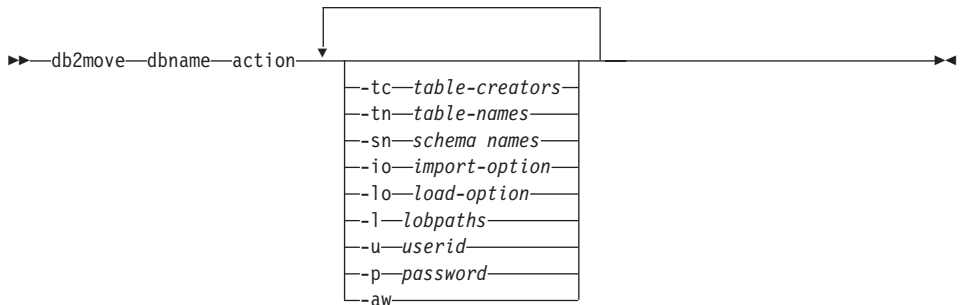 db2move dbname action
-tc table-creators
-tn table-names
-sn schema names
-io import-option
-lo load-option
-l lobpaths
-u userid
-p password
-aw